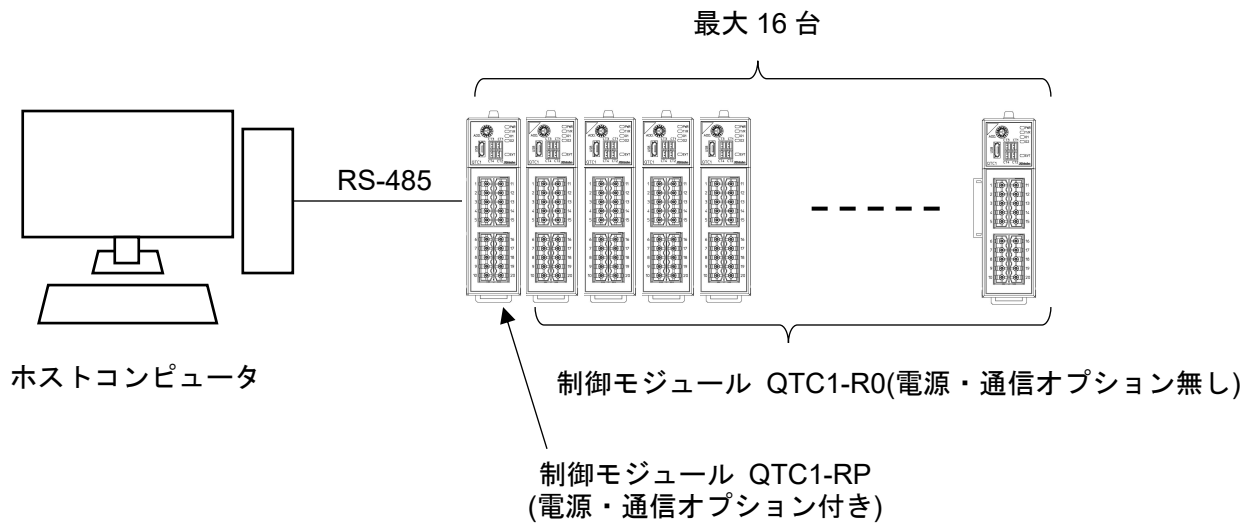 最大 16 台
RS-485
ホストコンピュータ
制御モジュール QTC1-R0(電源・通信オプション無し)
制御モジュール QTC1-RP
(電源・通信オプション付き)